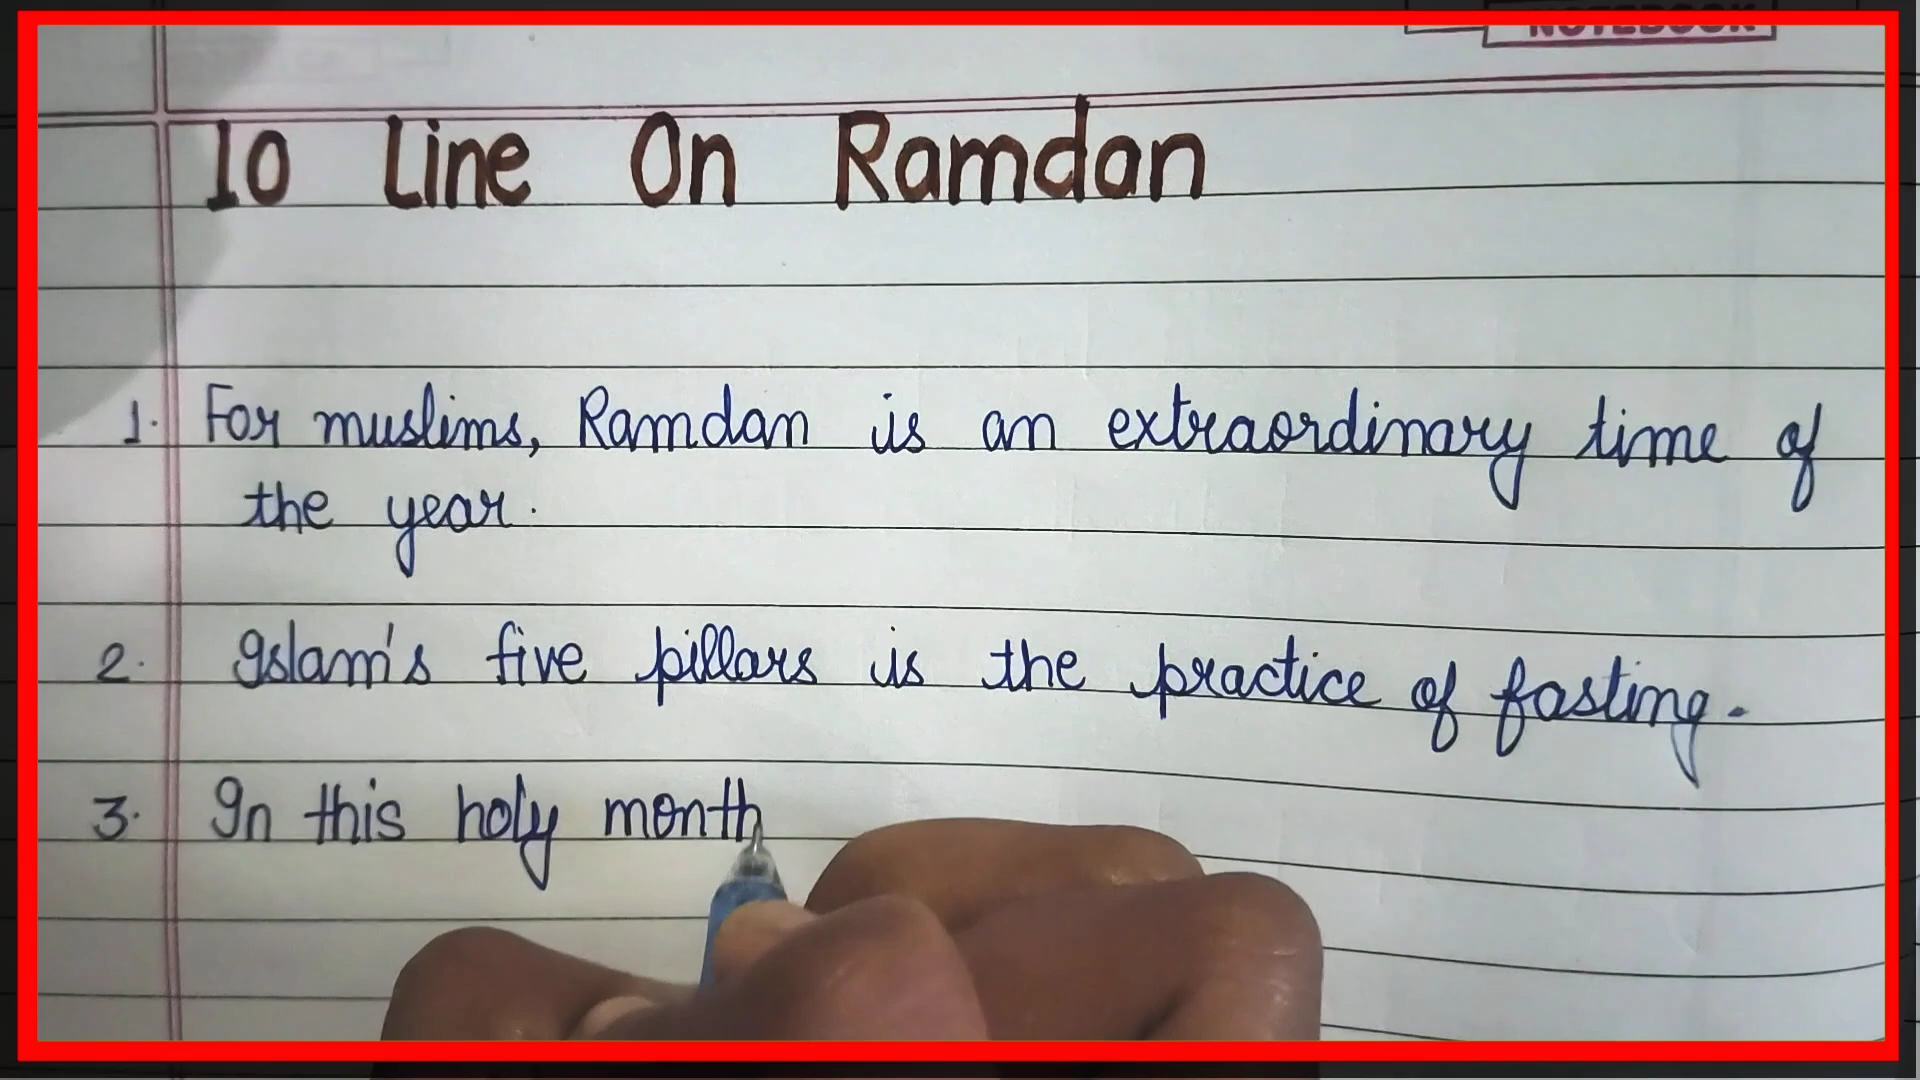 NOTEBOOK
10 Line On Ramdan
1. For muslims, Ramdan is an extraordinary time of
the year.
2. Islam's five pillars is the practice of fasting.
3. In this holy month